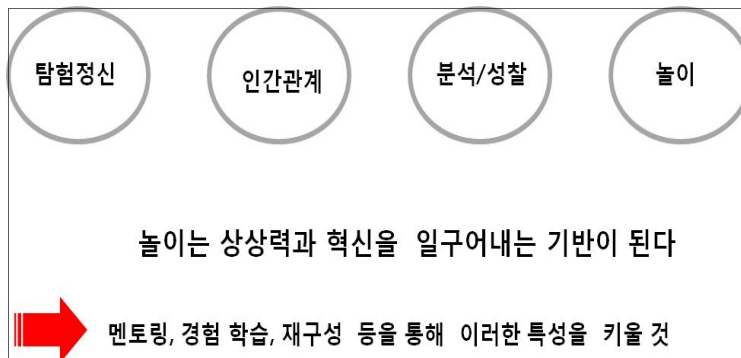 탐험정신 인간관계 분석/성찰 놀이
놀이는 상상력과 혁신을 일구어내는 기반이 된다
멘토링, 경험 학습, 재구성 등을 통해 이러한 특성을 키울 것